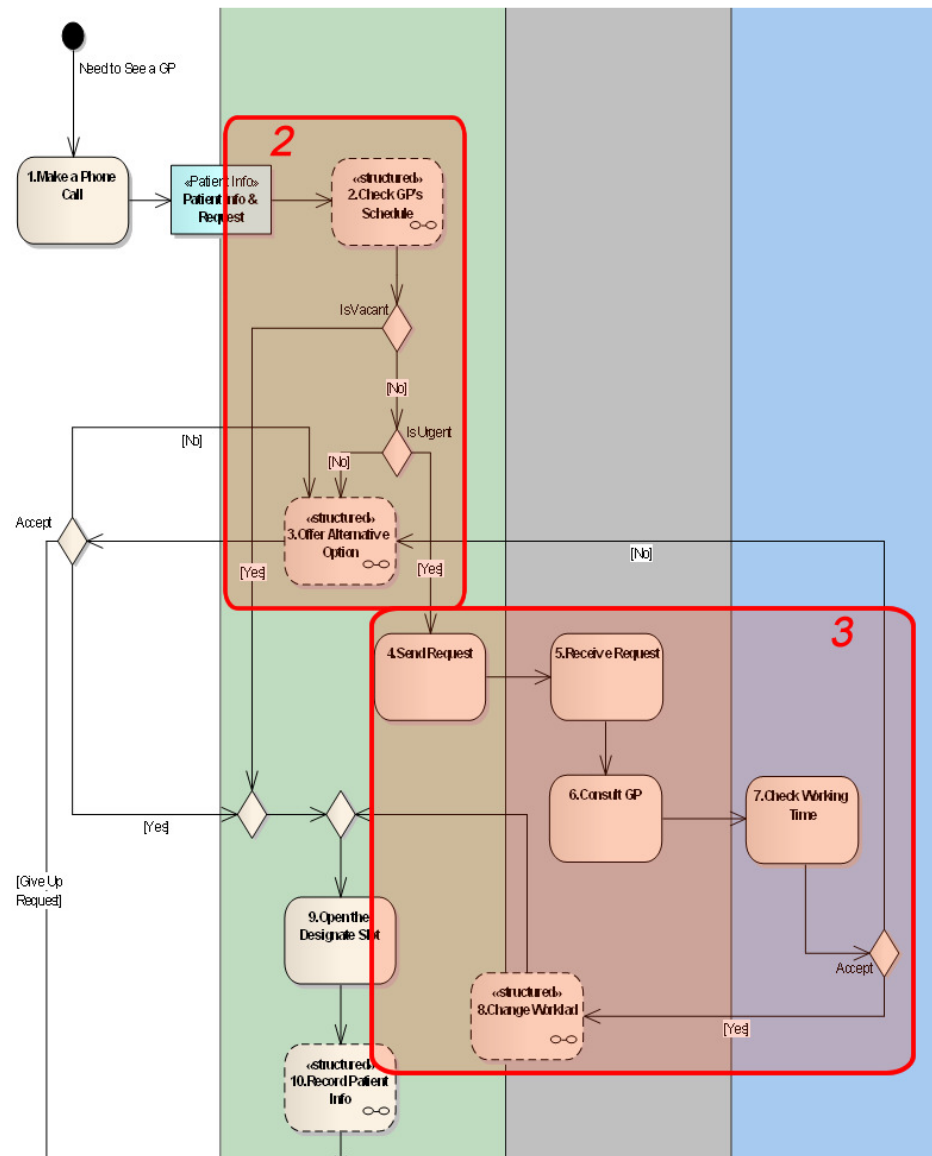 Need to See a GP
2
1.Make a Phone
Call
«Patient Info»
Patient Info &
Request
«structured»
2.Check GP's
Schedule
IsVacant
[No]
IsUrgent
[No]
[No]
«structured»
3.Offer Alternative
Option
Accept
[No]
[Yes]
[Yes]
3
4.Send Request
5.Receive Request
6.Consult GP
7.Check Working
Time
[Yes]
[Give Up
Request]
9.Open the
Designate Slot
Accept
«structured»
8.Change Worklad
[Yes]
«structured»
10.Record Patient
Info